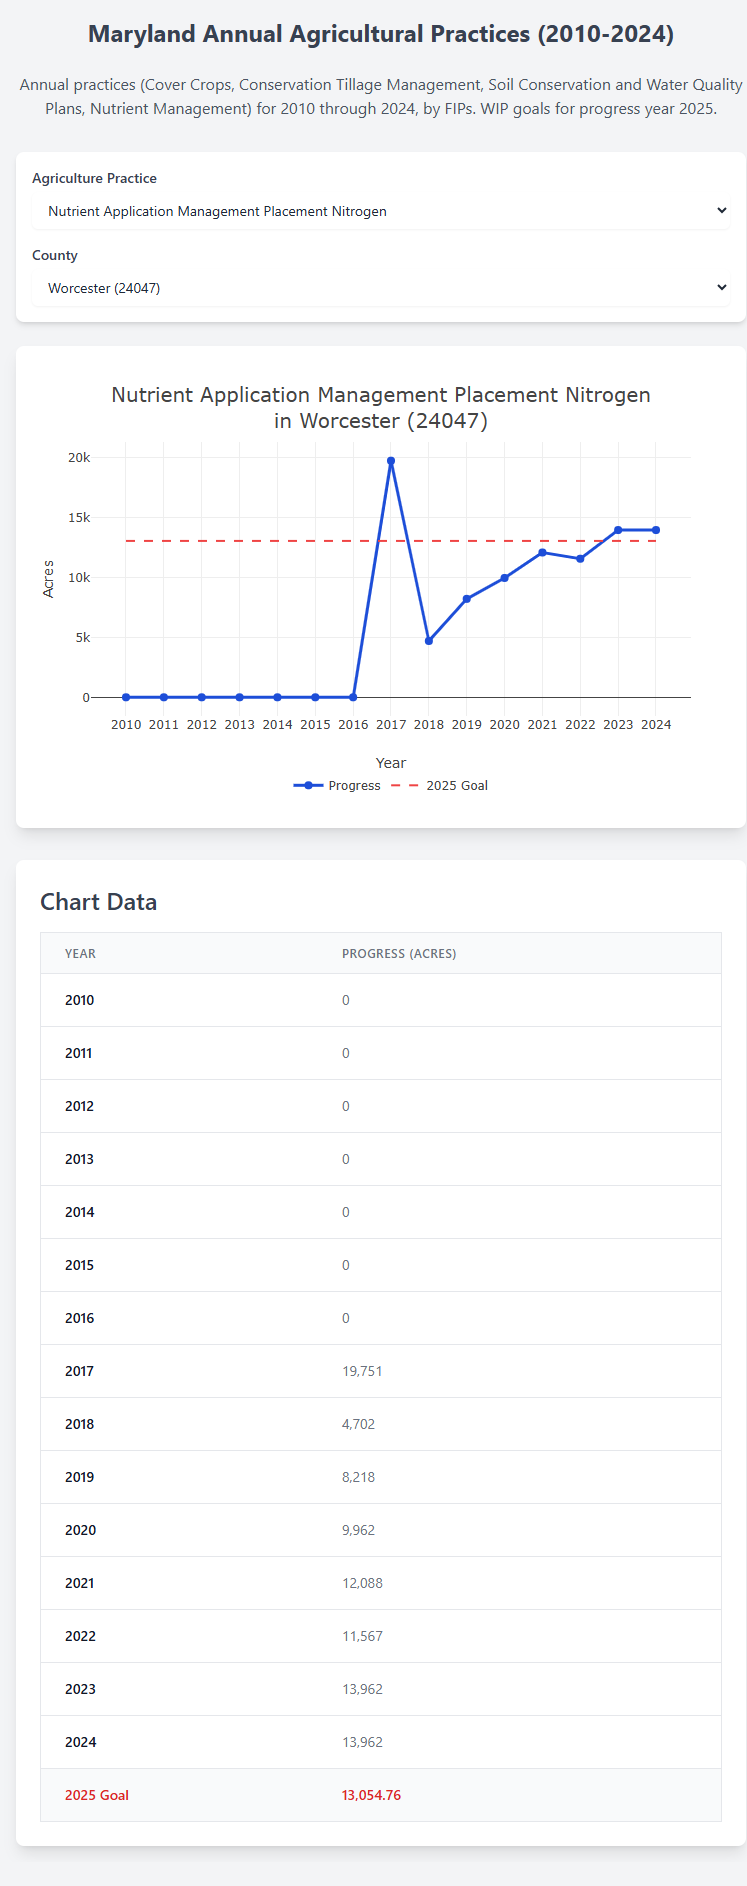 Maryland Annual Agricultural Practices (2010-2024)
Annual practices (Cover Crops, Conservation Tillage Management, Soil Conservation and Water Quality
Plans, Nutrient Management) for 2010 through 2024, by FIPs. WIP goals for progress year 2025.
Agriculture Practice
Nutrient Application Management Placement Nitrogen
County
Worcester (24047)
Nutrient Application Management Placement Nitrogen
in Worcester (24047)
20k
15k
10k
5k
0
Acres
2010 2011 2012 2013 2014 2015 2016 2017 2018 2019 2020 2021 2022 2023 2024
Year
Progress 2025 Goal
Chart Data
YEAR PROGRESS (ACRES)
2010 0
2011 0
2012 0
2013 0
2014 0
2015 0
2016 0
2017 19,751
2018 4,702
2019 8,218
2020 9,962
2021 12,088
2022 11,567
2023 13,962
2024 13,962
2025 Goal 13,054.76